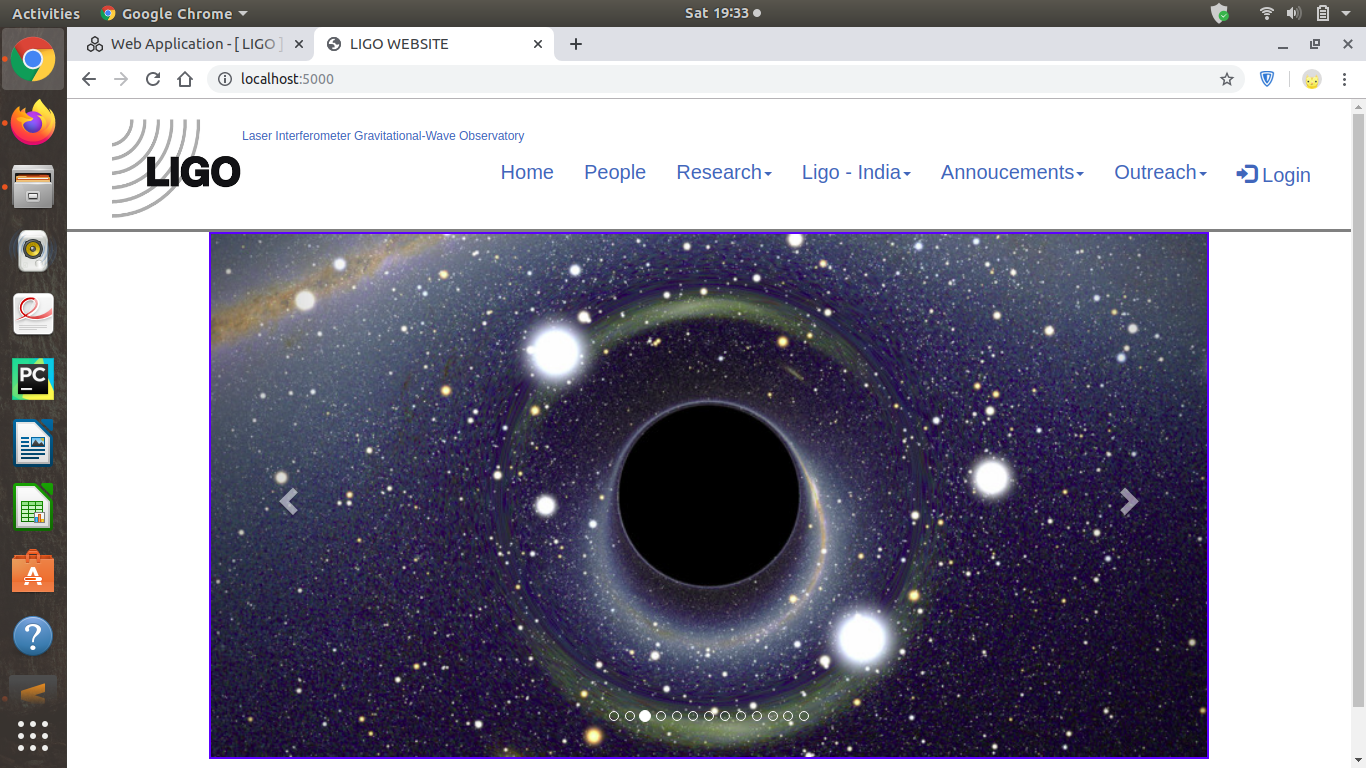 Activities Google Chrome Sat 19:33
Web Application - [ LIGO ] LIGO WEBSITE
localhost:5000
Laser Interferometer Gravitational-Wave Observatory
LIGO
Home People Research Ligo - India Annoucements Outreach Login
PC
A
?